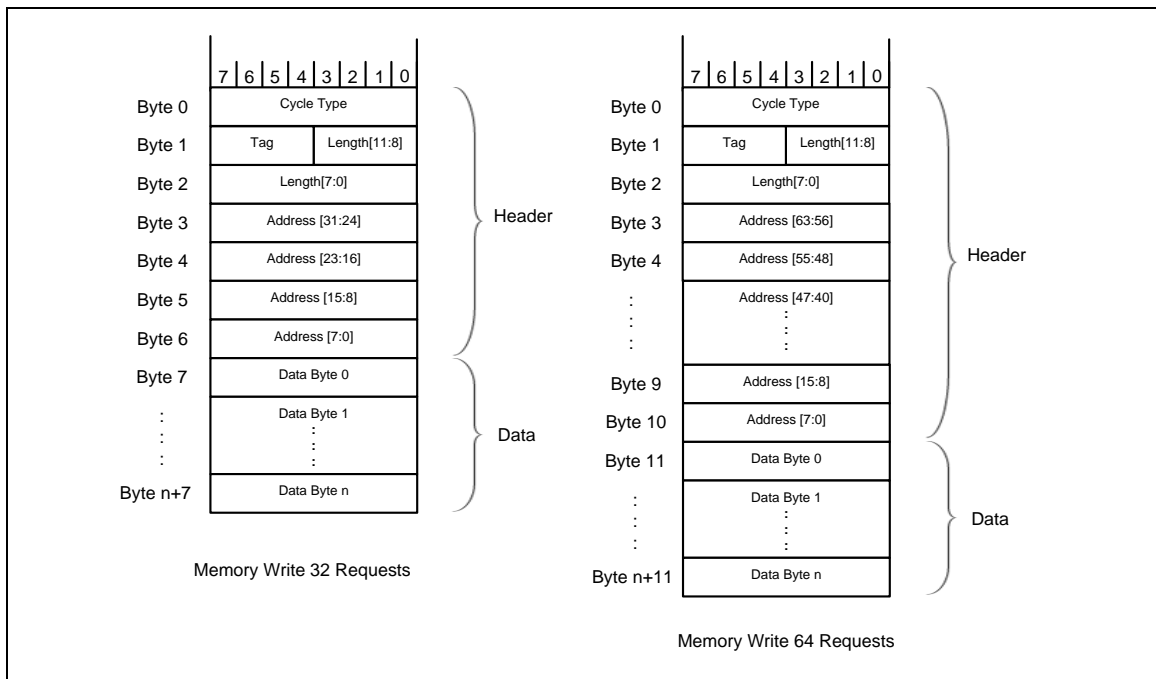 7 6 5 4 3 2 1 0
Byte 0 Cycle Type
Byte 1 Tag Length[11:8]
Byte 2 Length[7:0]
Byte 3 Address [31:24]
Byte 4 Address [23:16]
Byte 5 Address [15:8]
Byte 6 Address [7:0]
Header
Byte 7 Data Byte 0
Data Byte 1
Byte n+7 Data Byte n
Data
Memory Write 32 Requests
7 6 5 4 3 2 1 0
Byte 0 Cycle Type
Byte 1 Tag Length[11:8]
Byte 2 Length[7:0]
Byte 3 Address [63:56]
Byte 4 Address [55:48]
Address [47:40]
Byte 9 Address [15:8]
Byte 10 Address [7:0]
Header
Byte 11 Data Byte 0
Data Byte 1
Byte n+11 Data Byte n
Data
Memory Write 64 Requests